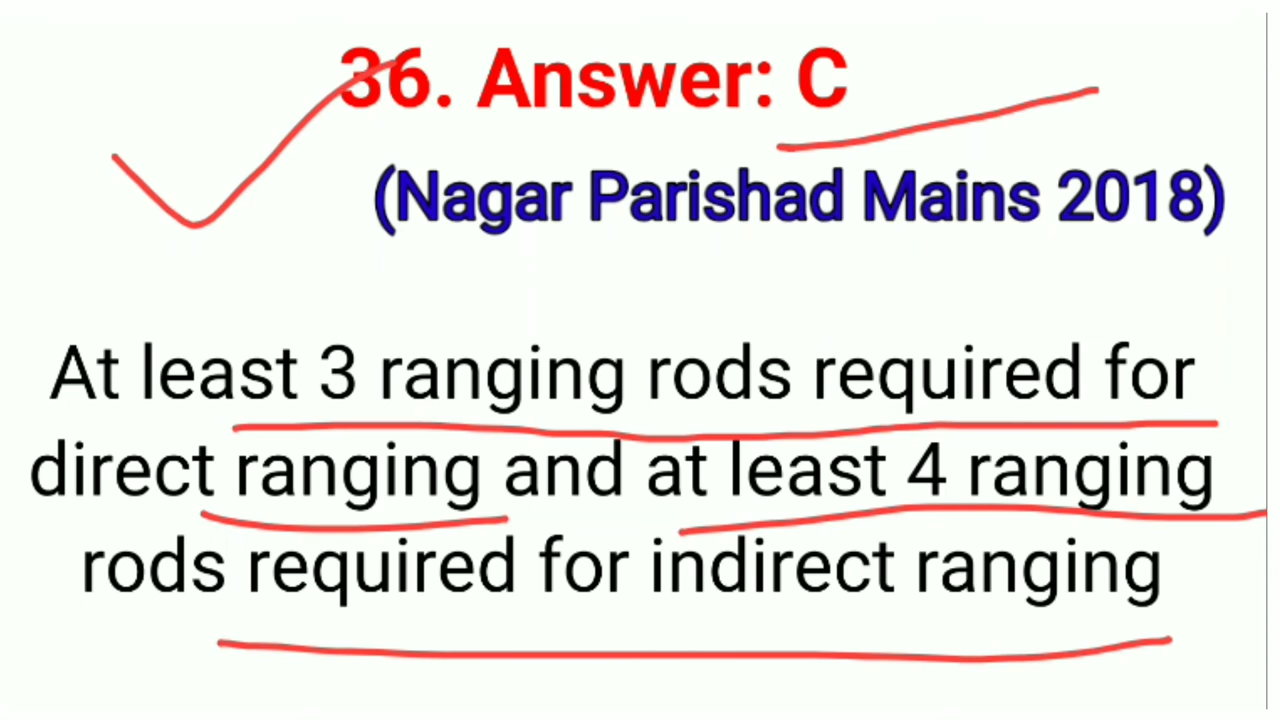 36. Answer: C
(Nagar Parishad Mains 2018)
At least 3 ranging rods required for
direct ranging and at least 4 ranging
rods required for indirect ranging